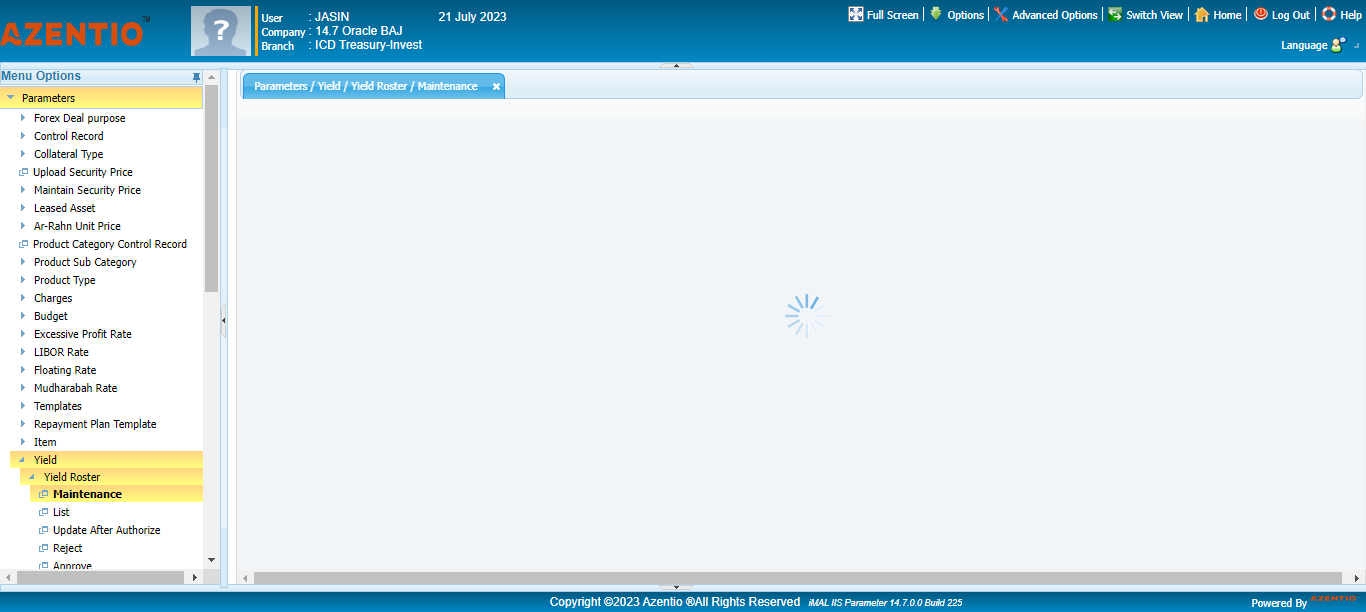 AZENTIO™
?
User : JASIN 21 July 2023
Company : 14.7 Oracle BAJ
Branch : ICD Treasury-Invest
Full Screen Options Advanced Options Switch View Home Log Out Help
Language
Menu Options
Parameters
Forex Deal purpose
Control Record
Collateral Type
Upload Security Price
Maintain Security Price
Leased Asset
Ar-Rahn Unit Price
Product Category Control Record
Product Sub Category
Product Type
Charges
Budget
Excessive Profit Rate
LIBOR Rate
Floating Rate
Mudharabah Rate
Templates
Repayment Plan Template
Item
Yield
Yield Roster
Maintenance
List
Update After Authorize
Reject
Approve
Parameters / Yield / Yield Roster / Maintenance
Copyright ©2023 Azentio ®All Rights Reserved iMAL IIS Parameter 14.7.0.0 Build 225
Powered By AZENTIO